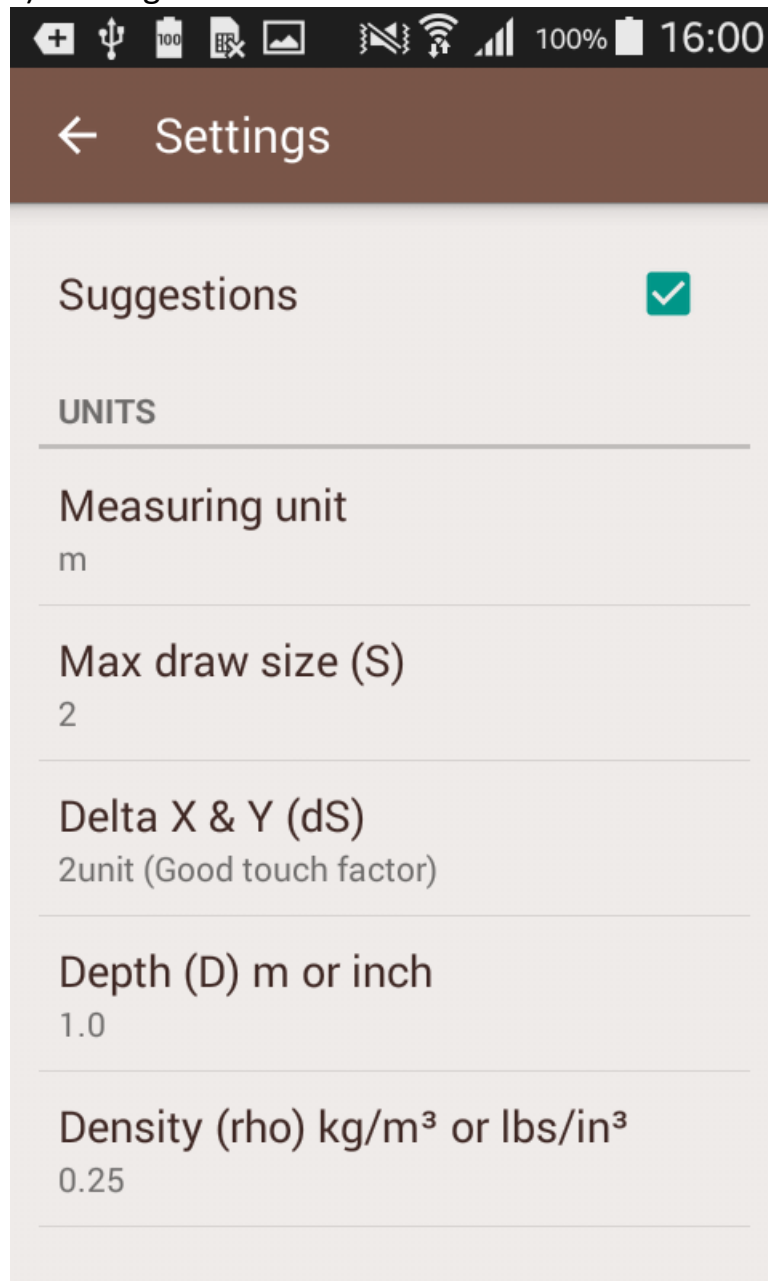 100 100% 16:00
Settings
Suggestions
UNITS
Measuring unit
m
Max draw size (S)
2
Delta X & Y (dS)
2unit (Good touch factor)
Depth (D) m or inch
1.0
Density (rho) kg/m³ or lbs/in³
0.25